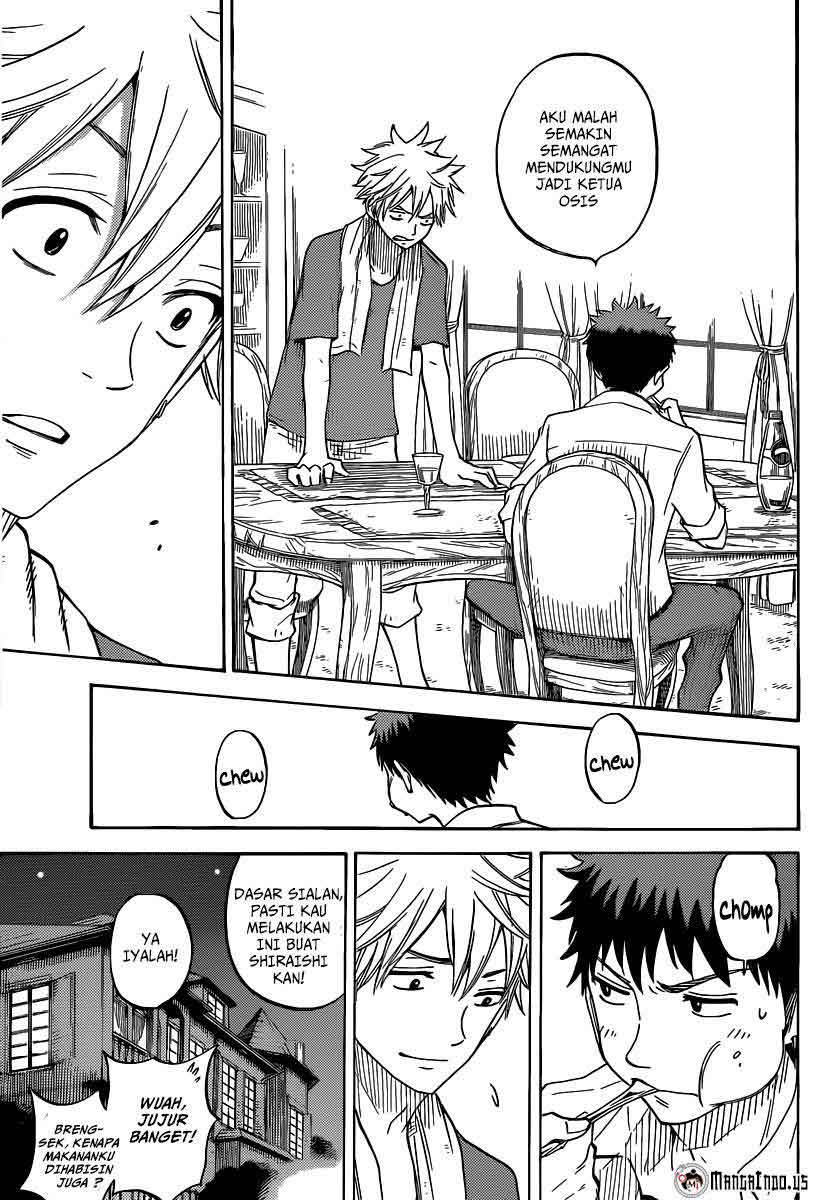 AKU MALAH
SEMAKIN
SEMANGAT
MENDUKUNGMU
JADI KETUA
OSIS
chew
chew
chomp
DASAR SIALAN,
PASTI KAU
MELAKUKAN
INI BUAT
SHIRAISHI
KAN!
YA
IYALAH!
WUAH,
JUJUR
BANGET!
BRENG-
SEK, KENAPA
MAKANANKU
DIHABISIN
JUGA ?
MangaIndo.us